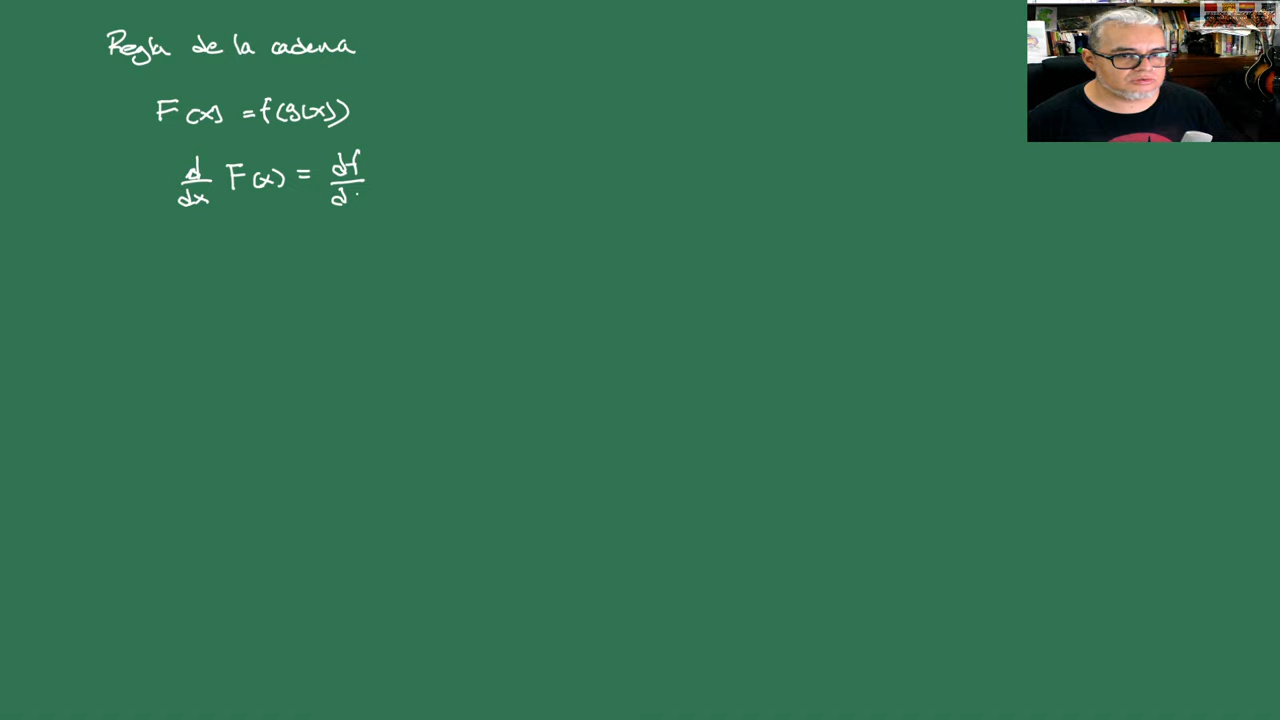 Regla de la cadena
F(x) = f(g(x))
d/dx F(x) = df/d